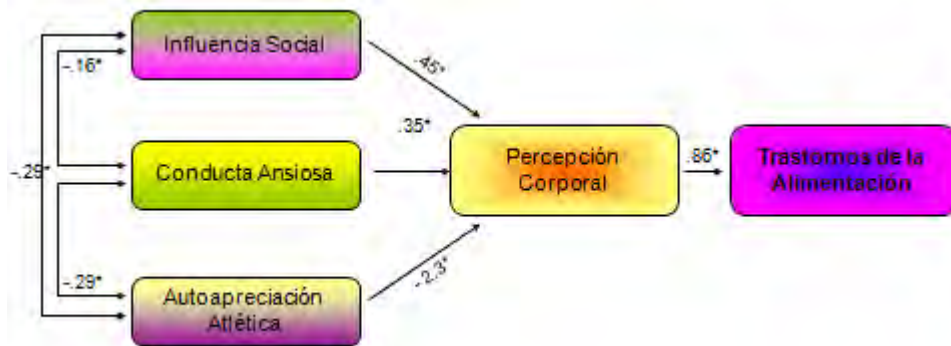 Influencia Social
-.16*
.45*
-.28*
.35*
Conducta Ansiosa
Percepción
Corporal
.86*
Trastornos de la
Alimentación
-.29*
-2.3*
Autoapreciación
Atlética